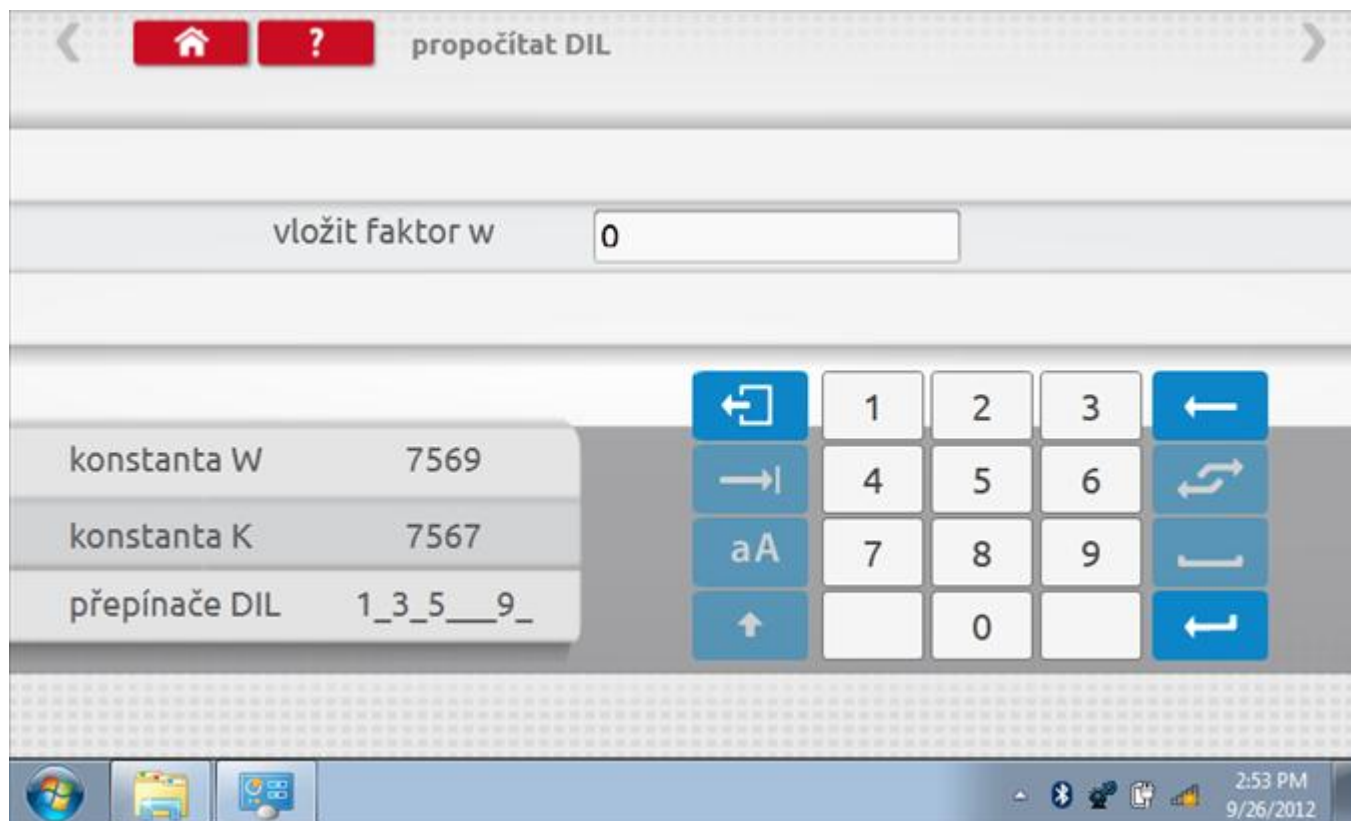 ? propočítat DIL
vložit faktor w 0
1 2 3
konstanta W 7569
4 5 6
konstanta K 7567
aA 7 8 9
přepínače DIL 1_3_5___9_
0
2:53 PM
9/26/2012